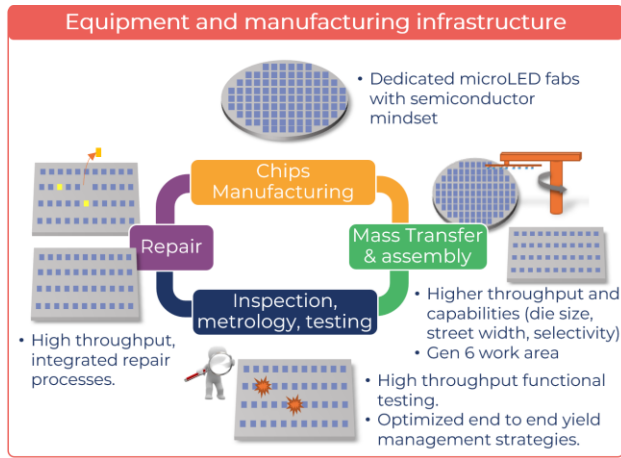 Equipment and manufacturing infrastructure
• Dedicated microLED fabs
with semiconductor
mindset
Chips
Manufacturing
Mass Transfer
& assembly
• Higher throughput and
capabilities (die size,
street width, selectivity)
• Gen 6 work area
Inspection,
metrology, testing
• High throughput functional
testing.
• Optimized end to end yield
management strategies.
Repair
• High throughput,
integrated repair
processes.